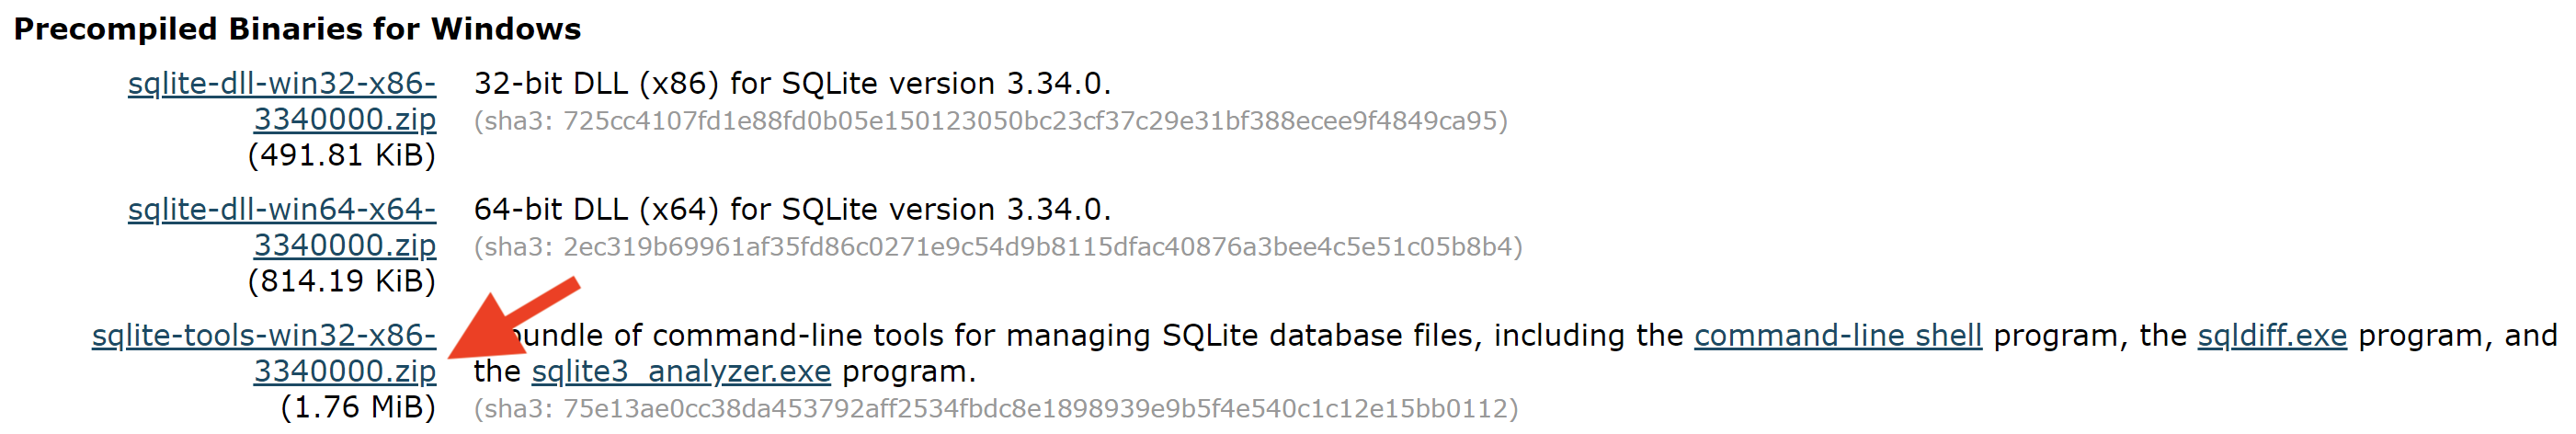 Precompiled Binaries for Windows
sqlite-dll-win32-x86-
3340000.zip
(491.81 KiB)
32-bit DLL (x86) for SQLite version 3.34.0.
(sha3: 725cc4107fd1e88fd0b05e150123050bc23cf37c29e31bf388ecee9f4849ca95)
sqlite-dll-win64-x64-
3340000.zip
(814.19 KiB)
64-bit DLL (x64) for SQLite version 3.34.0.
(sha3: 2ec319b69961af35fd86c0271e9c54d9b8115dfac40876a3bee4c5e51c05b8b4)
sqlite-tools-win32-x86-
3340000.zip
(1.76 MiB)
bundle of command-line tools for managing SQLite database files, including the command-line shell program, the sqldiff.exe program, and
the sqlite3_analyzer.exe program.
(sha3: 75e13ae0cc38da453792aff2534fbdc8e1898939e9b5f4e540c1c12e15bb0112)